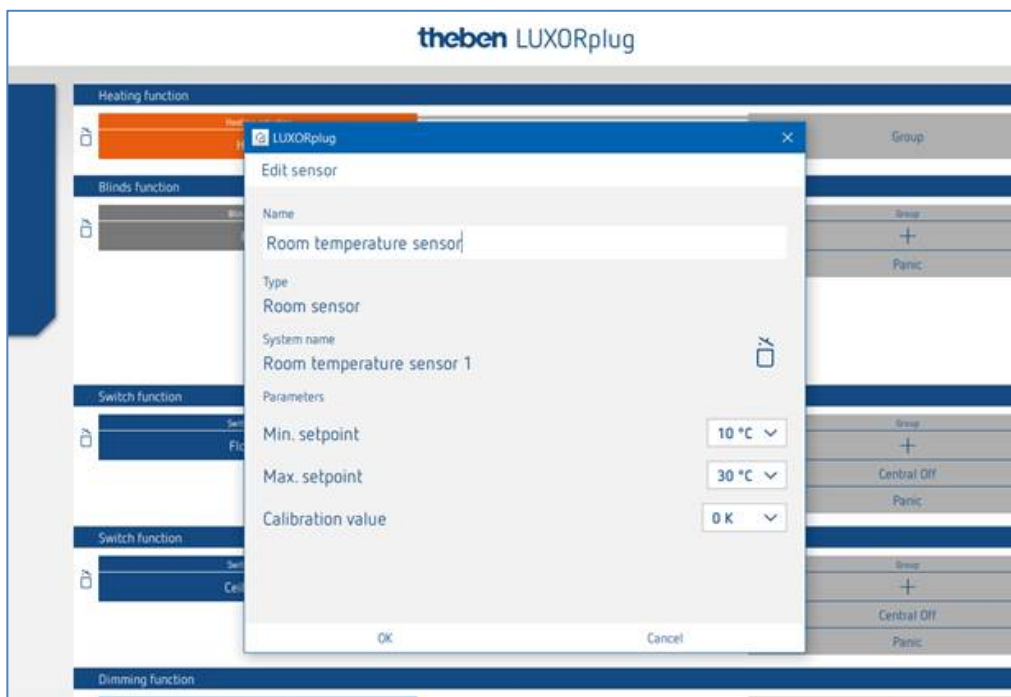 theben LUXORplug
Heating function
Group
LUXORplug
Edit sensor
Blinds function
Name
Room temperature sensor
Group
+
Panic
Type
Room sensor
System name
Room temperature sensor 1
Switch function
Parameters
Min. setpoint
10 °C
Group
+
Max. setpoint
30 °C
Central Off
Panic
Calibration value
0 K
Switch function
Group
+
Central Off
Panic
OK
Cancel
Dimming function